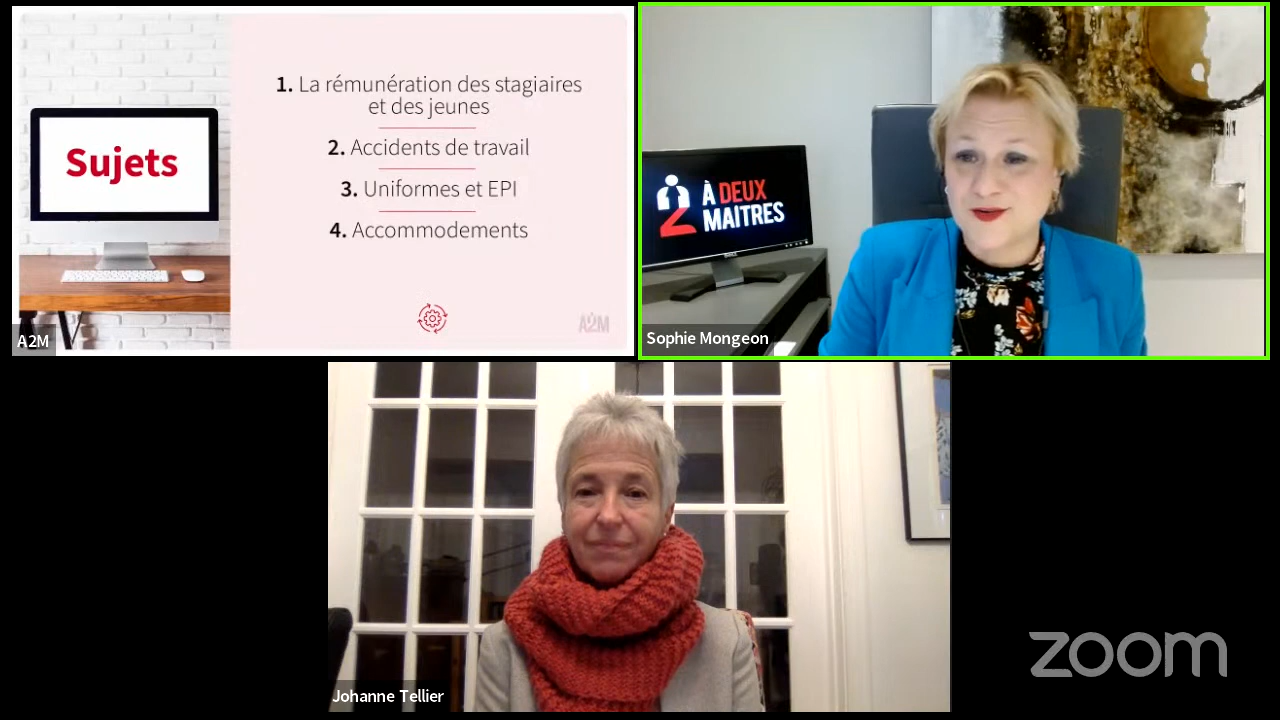 Sujets
1. La rémunération des stagiaires
et des jeunes
2. Accidents de travail
3. Uniformes et EPI
4. Accommodements
A2M
A2M
À DEUX
MAITRES
Sophie Mongeon
Johanne Tellier
zoom